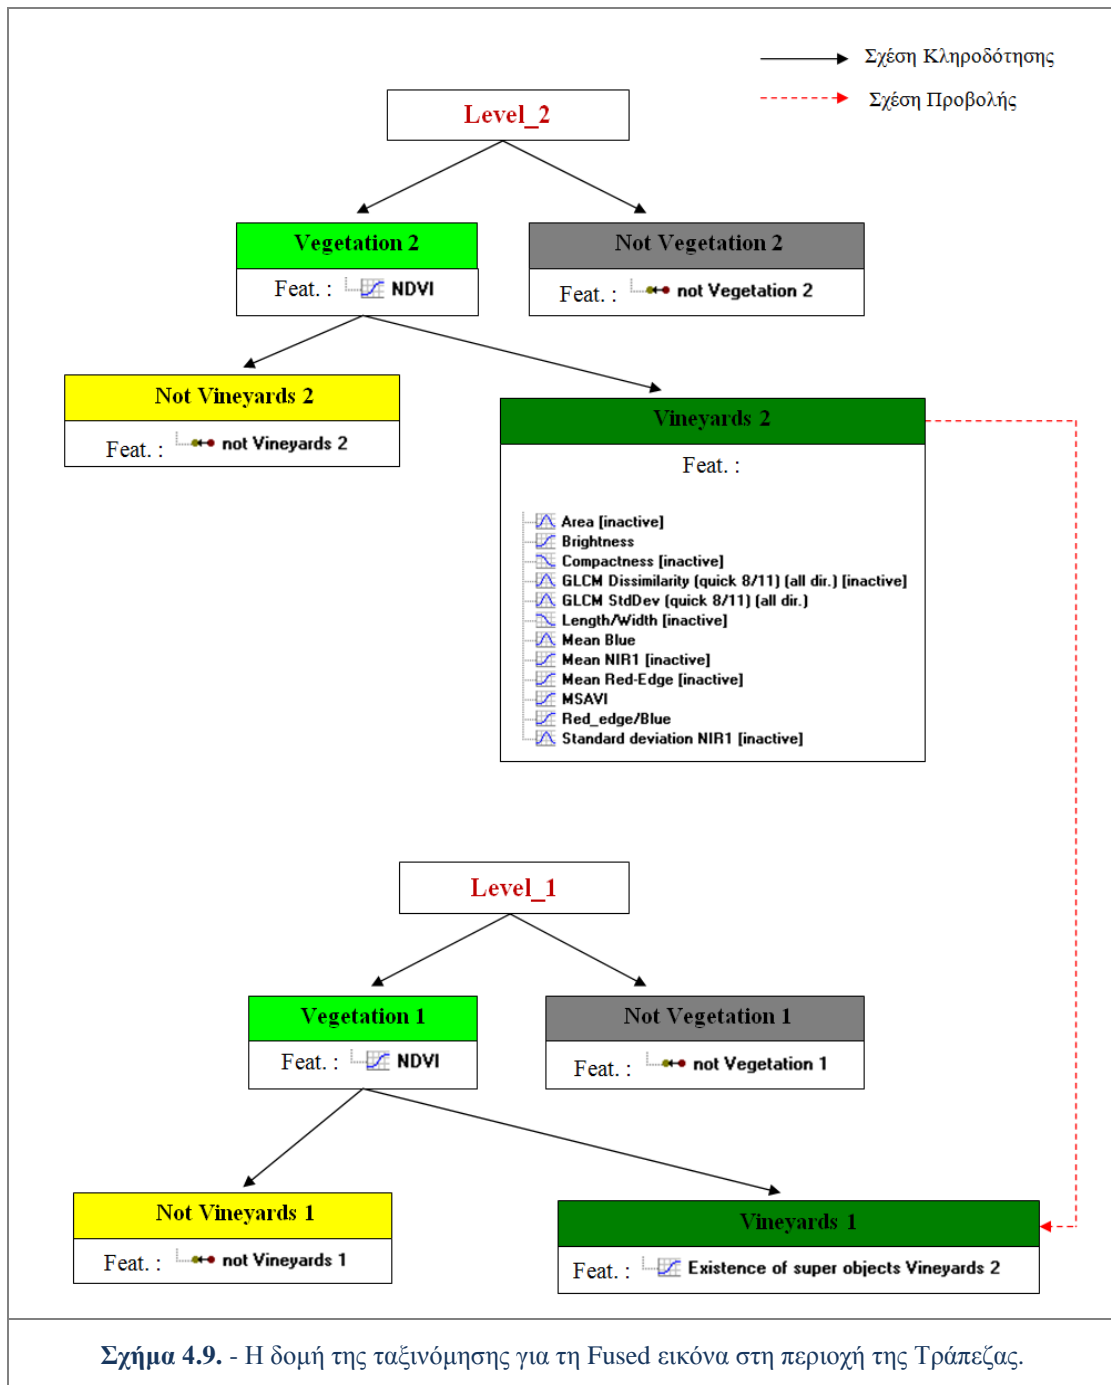 Σχέση Κληροδότησης
Σχέση Προβολής
Level_2
Vegetation 2
Feat. : NDVI
Not Vegetation 2
Feat. : not Vegetation 2
Not Vineyards 2
Feat. : not Vineyards 2
Vineyards 2
Feat. :
Area [inactive]
Brightness
Compactness [inactive]
GLCM Dissimilarity (quick 8/11) (all dir.) [inactive]
GLCM StdDev (quick 8/11) (all dir.)
Length/Width [inactive]
Mean Blue
Mean NIR1 [inactive]
Mean Red-Edge [inactive]
MSAVI
Red_edge/Blue
Standard deviation NIR1 [inactive]
Level_1
Vegetation 1
Feat. : NDVI
Not Vegetation 1
Feat. : not Vegetation 1
Not Vineyards 1
Feat. : not Vineyards 1
Vineyards 1
Feat. : Existence of super objects Vineyards 2
Σχήμα 4.9. - Η δομή της ταξινόμησης για τη Fused εικόνα στη περιοχή της Τράπεζας.